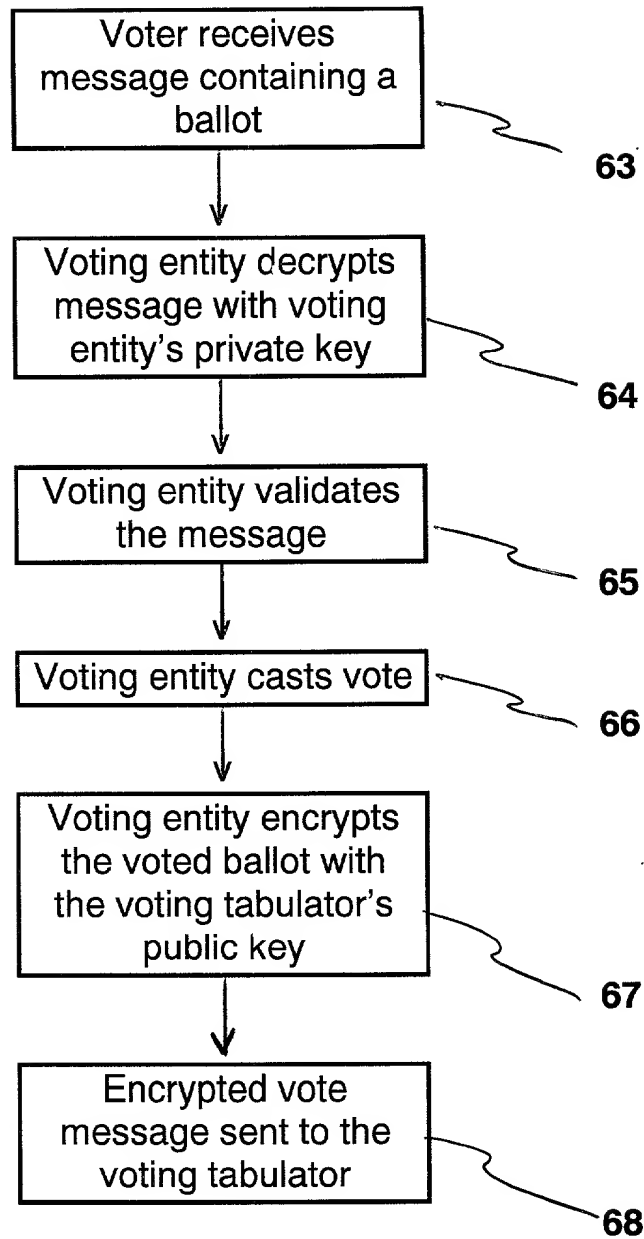 Voter receives
message containing a
ballot
63
Voting entity decrypts
message with voting
entity's private key
64
Voting entity validates
the message
65
Voting entity casts vote
66
Voting entity encrypts
the voted ballot with
the voting tabulator's
public key
67
Encrypted vote
message sent to the
voting tabulator
68